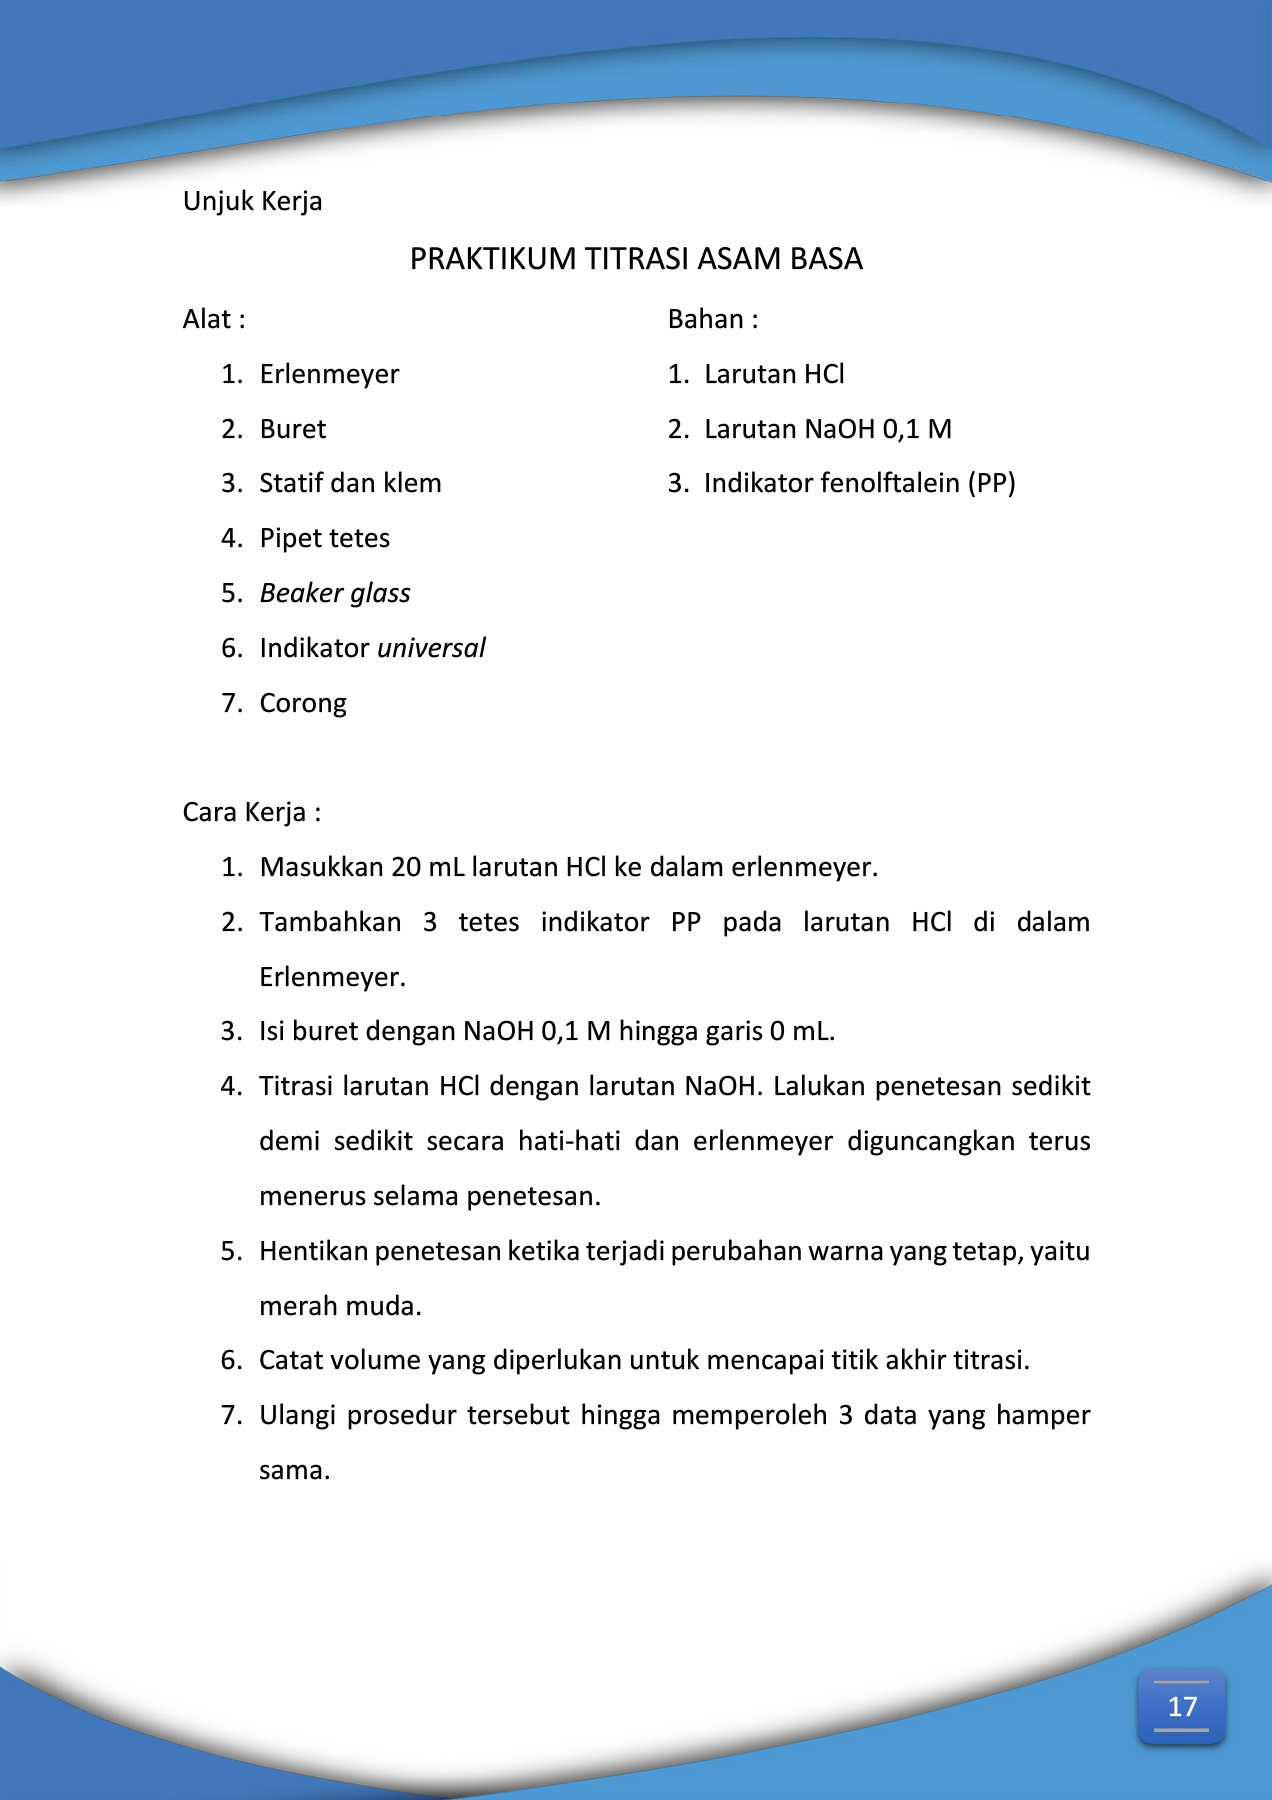 Unjuk Kerja
PRAKTIKUM TITRASI ASAM BASA
Alat :
1. Erlenmeyer
2. Buret
3. Statif dan klem
4. Pipet tetes
5. Beaker glass
6. Indikator universal
7. Corong
Bahan :
1. Larutan HCl
2. Larutan NaOH 0,1 M
3. Indikator fenolftalein (PP)
Cara Kerja :
1. Masukkan 20 mL larutan HCl ke dalam erlenmeyer.
2. Tambahkan 3 tetes indikator PP pada larutan HCl di dalam
Erlenmeyer.
3. Isi buret dengan NaOH 0,1 M hingga garis 0 mL.
4. Titrasi larutan HCl dengan larutan NaOH. Lalukan penetesan sedikit
demi sedikit secara hati-hati dan erlenmeyer diguncangkan terus
menerus selama penetesan.
5. Hentikan penetesan ketika terjadi perubahan warna yang tetap, yaitu
merah muda.
6. Catat volume yang diperlukan untuk mencapai titik akhir titrasi.
7. Ulangi prosedur tersebut hingga memperoleh 3 data yang hamper
sama.
17